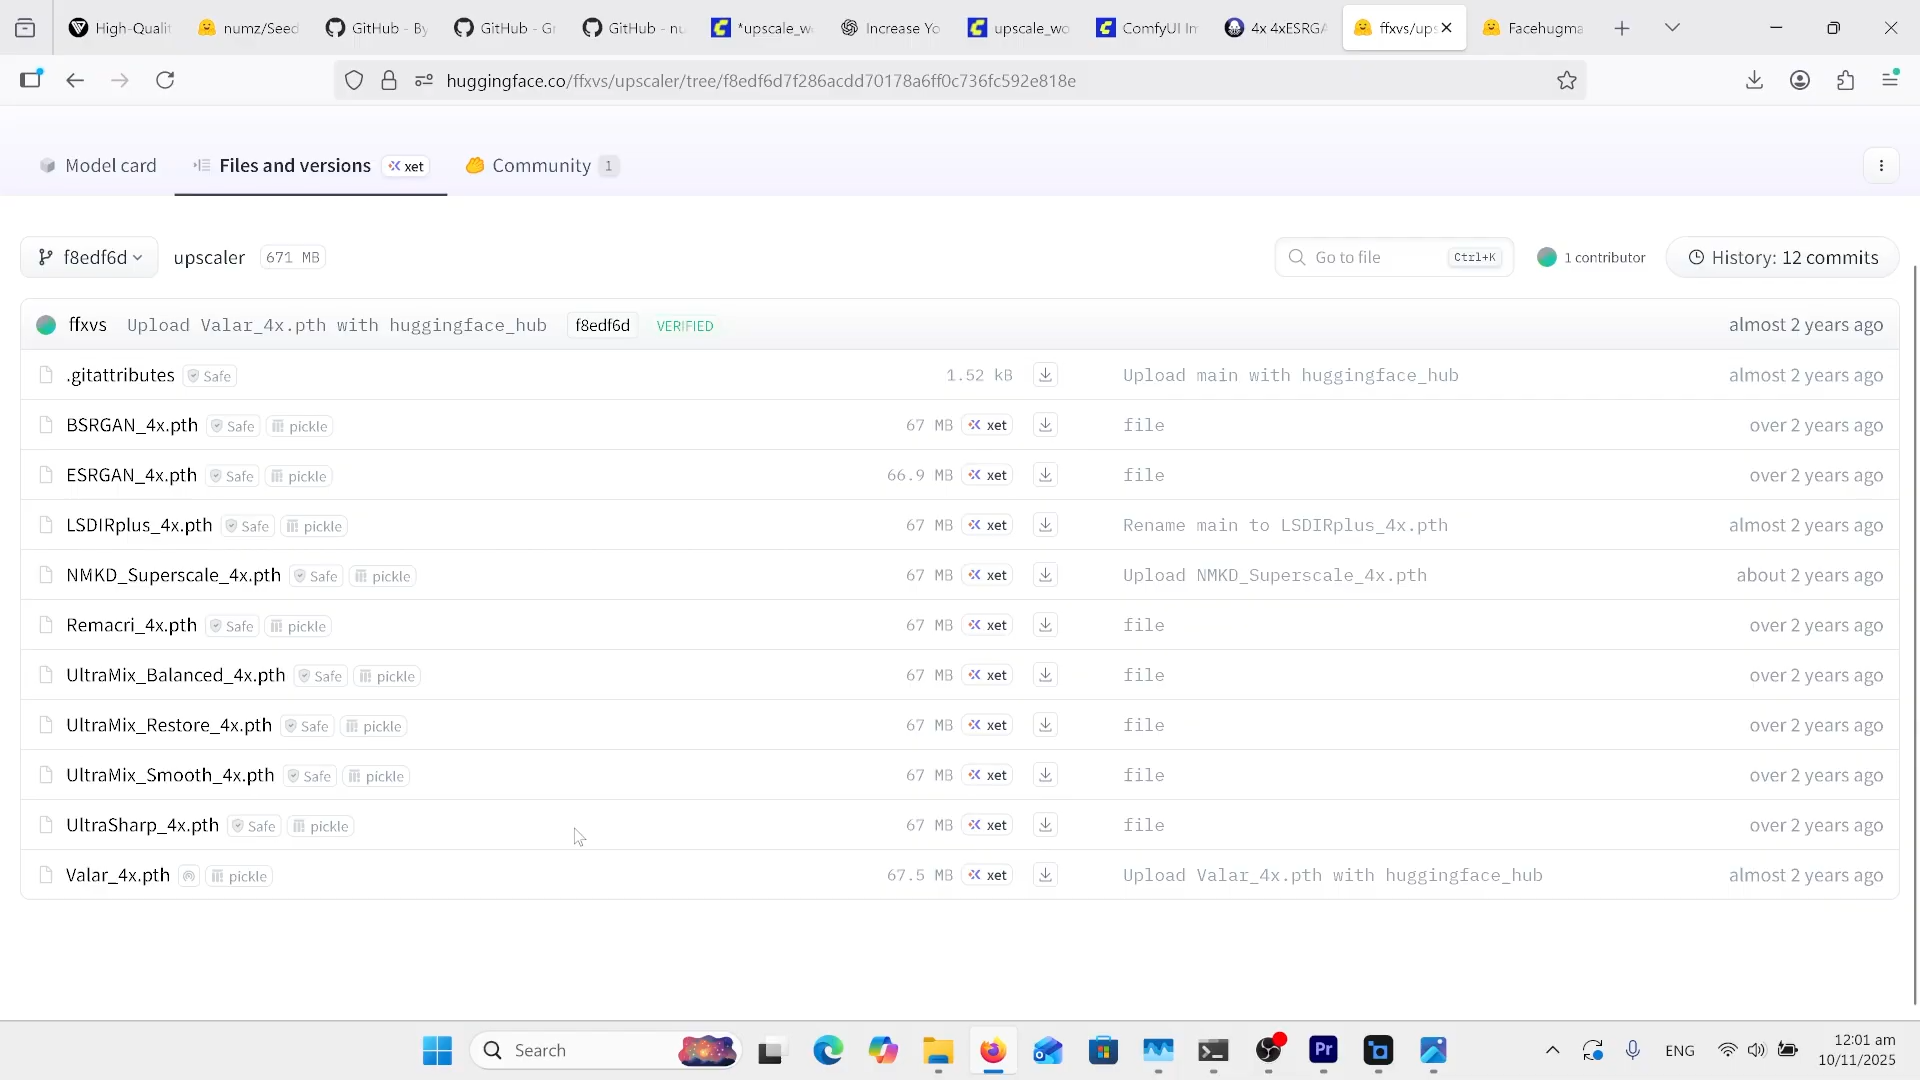 High-Qualit
numz/Seed
GitHub - By
GitHub - Gr
GitHub - nu
*upscale_wo
Increase Yo
upscale_wo
ComfyUI Im
4x 4xESRGA
ffxvs/ups
Facehugma
huggingface.co/ffxvs/upscaler/tree/f8edf6d7f286acdd70178a6ff0c736fc592e818e
Model card
Files and versions
xet
Community
1
f8edf6d
upscaler
671 MB
Go to file
Ctrl+K
1 contributor
History: 12 commits
ffxvs
Upload Valar_4x.pth with huggingface_hub
f8edf6d
VERIFIED
almost 2 years ago
.gitattributes Safe 1.52 kB Upload main with huggingface_hub almost 2 years ago
BSRGAN_4x.pth Safe pickle 67 MB xet file over 2 years ago
ESRGAN_4x.pth Safe pickle 66.9 MB xet file over 2 years ago
LSDIRplus_4x.pth Safe pickle 67 MB xet Rename main to LSDIRplus_4x.pth almost 2 years ago
NMKD_Superscale_4x.pth Safe pickle 67 MB xet Upload NMKD_Superscale_4x.pth about 2 years ago
Remacri_4x.pth Safe pickle 67 MB xet file over 2 years ago
UltraMix_Balanced_4x.pth Safe pickle 67 MB xet file over 2 years ago
UltraMix_Restore_4x.pth Safe pickle 67 MB xet file over 2 years ago
UltraMix_Smooth_4x.pth Safe pickle 67 MB xet file over 2 years ago
UltraSharp_4x.pth Safe pickle 67 MB xet file over 2 years ago
Valar_4x.pth pickle 67.5 MB xet Upload Valar_4x.pth with huggingface_hub almost 2 years ago
Search
Pr
ENG
12:01 am
10/11/2025